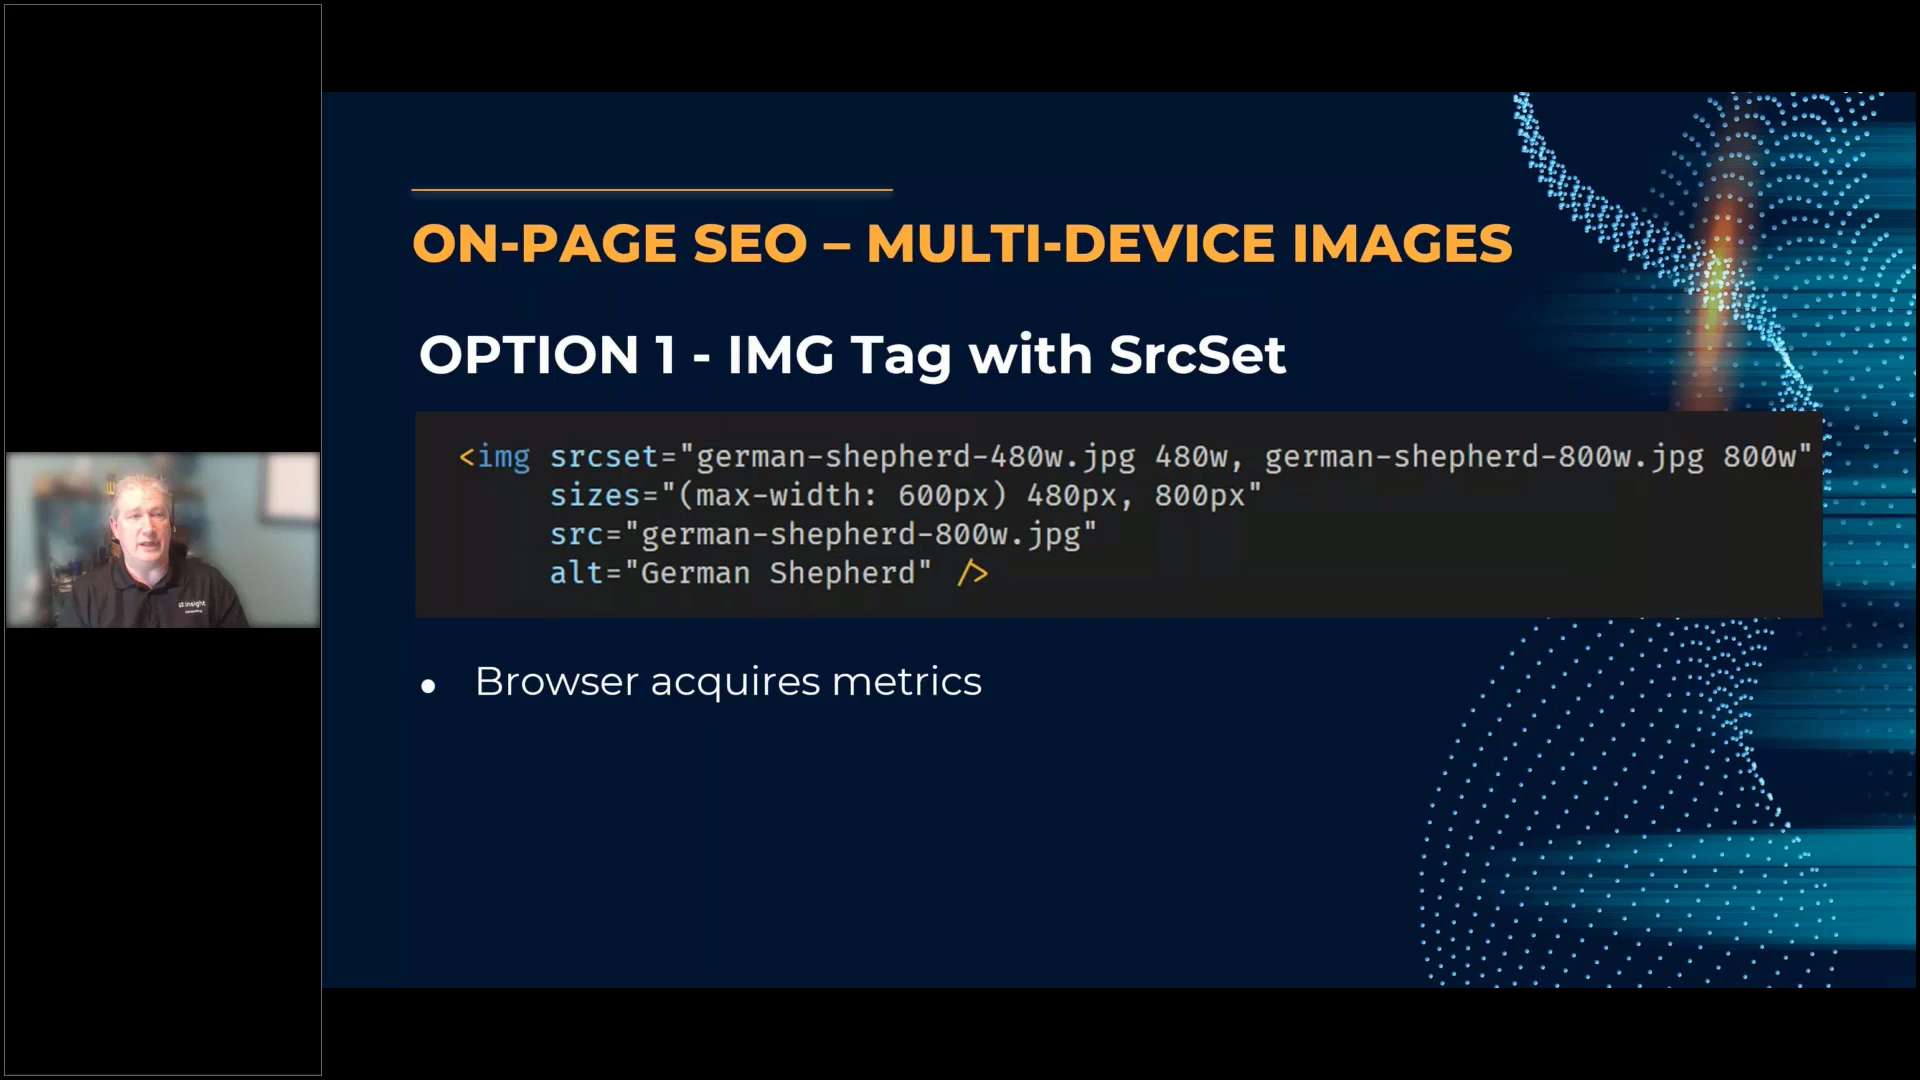 ON-PAGE SEO – MULTI-DEVICE IMAGES
OPTION 1 - IMG Tag with SrcSet
<img srcset="german-shepherd-480w.jpg 480w, german-shepherd-800w.jpg 800w"
sizes="(max-width: 600px) 480px, 800px"
src="german-shepherd-800w.jpg"
alt="German Shepherd" />
• Browser acquires metrics